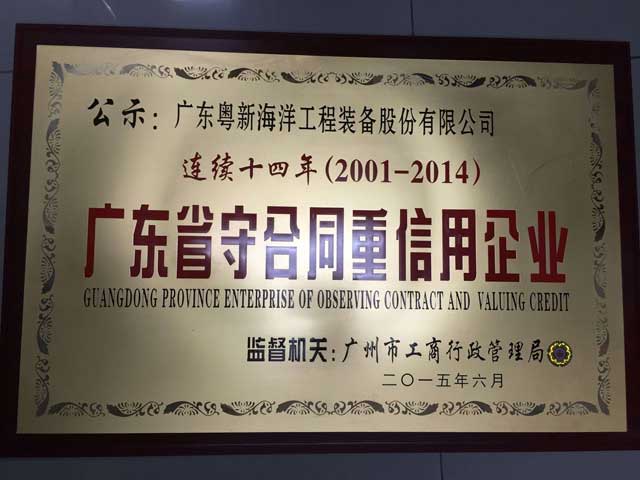 公示：广东粤新海洋工程装备股份有限公司
连续十四年(2001-2014)
广东省守合同重信用企业
GUANGDONG PROVINCE ENTERPRISE OF OBSERVING CONTRACT AND VALUING CREDIT
监督机关：广州市工商行政管理局
二〇一五年六月